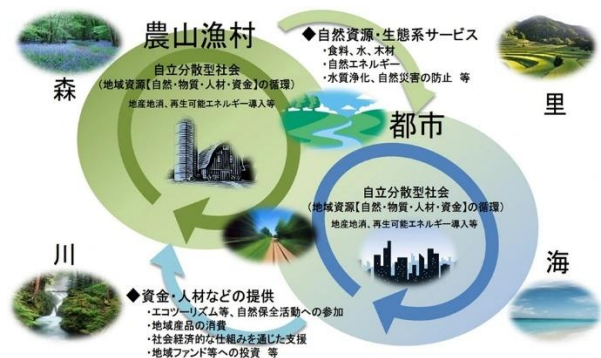 農山漁村
森
自立分散型社会
(地域資源【自然・物質・人材・資金】の循環)
地産地消、再生可能エネルギー導入等
◆自然資源・生態系サービス
・食料、水、木材
・自然エネルギー
・水質浄化、自然災害の防止 等
里
都市
自立分散型社会
(地域資源【自然・物質・人材・資金】の循環)
地産地消、再生可能エネルギー導入等
川
◆資金・人材などの提供
・エコツーリズム等、自然保全活動への参加
・地域産品の消費
・社会経済的な仕組みを通じた支援
・地域ファンド等への投資 等
海